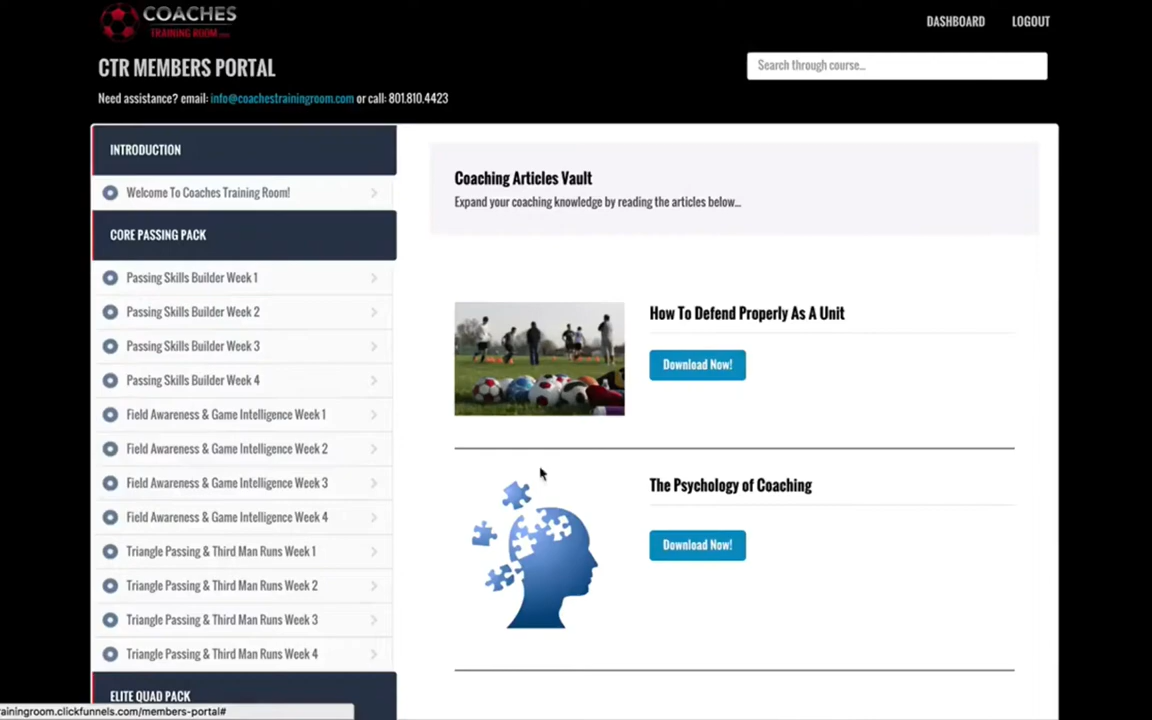 COACHES
TRAINING ROOM.com
DASHBOARD
LOGOUT
CTR MEMBERS PORTAL
Search through course...
Need assistance? email: info@coachestrainingroom.com or call: 801.810.4423
INTRODUCTION
Welcome To Coaches Training Room!
CORE PASSING PACK
Passing Skills Builder Week 1
Passing Skills Builder Week 2
Passing Skills Builder Week 3
Passing Skills Builder Week 4
Field Awareness & Game Intelligence Week 1
Field Awareness & Game Intelligence Week 2
Field Awareness & Game Intelligence Week 3
Field Awareness & Game Intelligence Week 4
Triangle Passing & Third Man Runs Week 1
Triangle Passing & Third Man Runs Week 2
Triangle Passing & Third Man Runs Week 3
Triangle Passing & Third Man Runs Week 4
ELITE QUAD PACK
Coaching Articles Vault
Expand your coaching knowledge by reading the articles below...
How To Defend Properly As A Unit
Download Now!
The Psychology of Coaching
Download Now!
rainingroom.clickfunnels.com/members-portal#